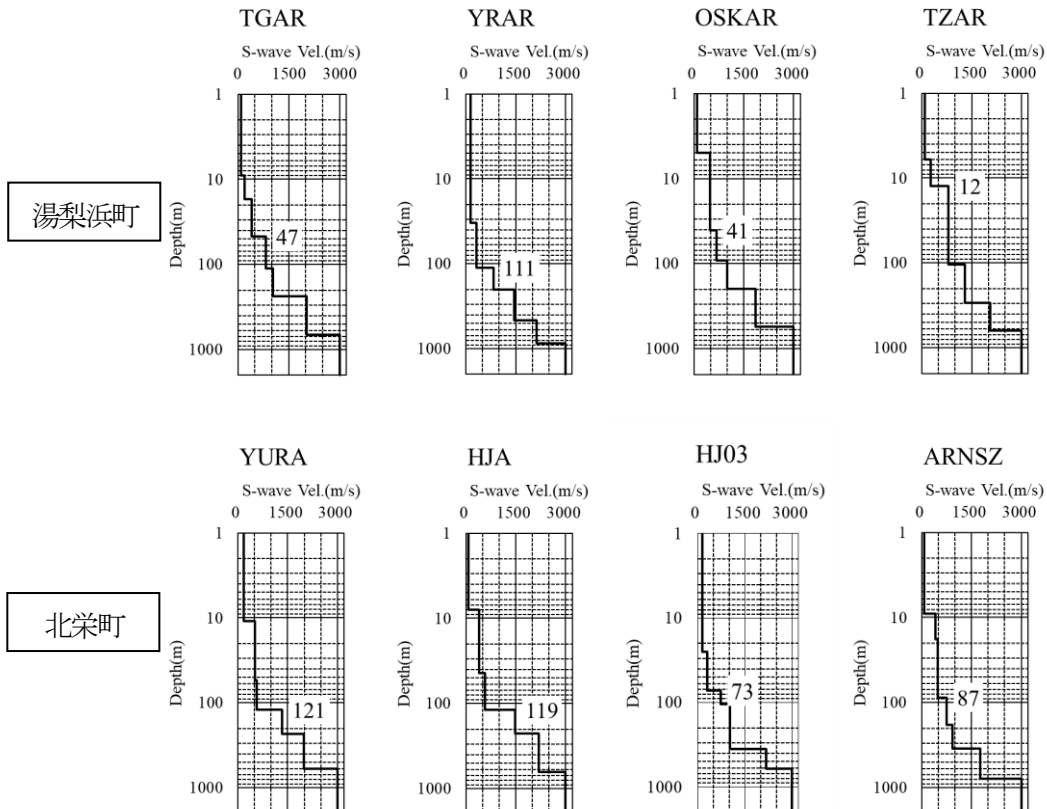 TGAR YRAR OSKAR TZAR
S-wave Vel.(m/s) S-wave Vel.(m/s) S-wave Vel.(m/s) S-wave Vel.(m/s)
0 1500 3000 0 1500 3000 0 1500 3000 0 1500 3000
1 1 1 1
10 10 10 10
100 100 100 100
1000 1000 1000 1000
Depth(m) Depth(m) Depth(m) Depth(m)
湯梨浜町
47 111 41 12
YURA HJA HJ03 ARNSZ
S-wave Vel.(m/s) S-wave Vel.(m/s) S-wave Vel.(m/s) S-wave Vel.(m/s)
0 1500 3000 0 1500 3000 0 1500 3000 0 1500 3000
1 1 1 1
10 10 10 10
100 100 100 100
1000 1000 1000 1000
Depth(m) Depth(m) Depth(m) Depth(m)
北栄町
121 119 73 87